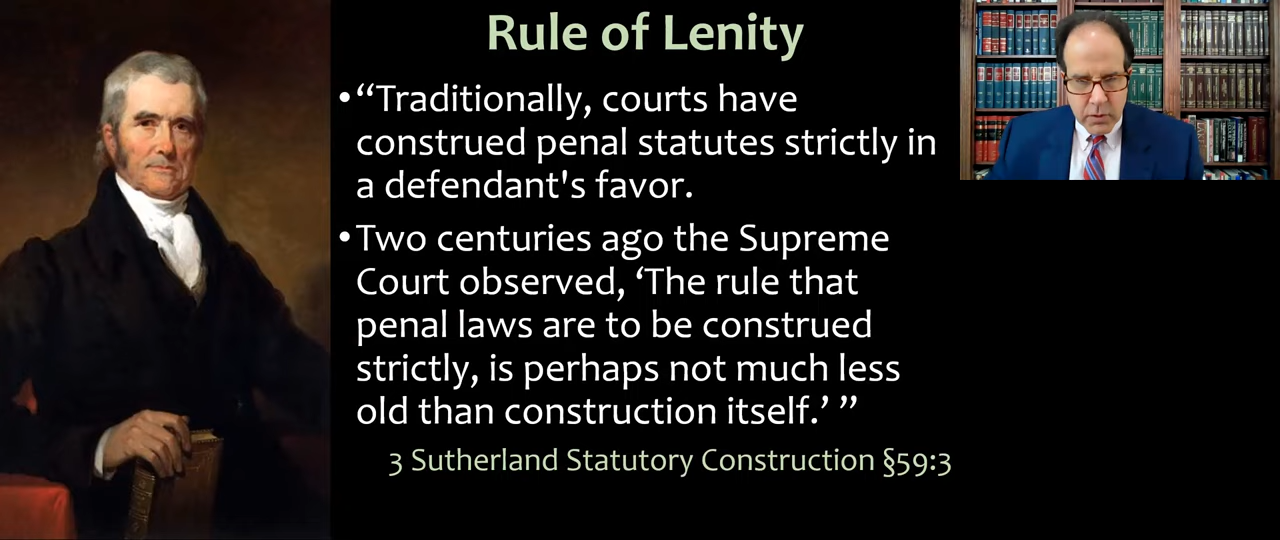 Rule of Lenity
•“Traditionally, courts have
construed penal statutes strictly in
a defendant's favor.
•Two centuries ago the Supreme
Court observed, ‘The rule that
penal laws are to be construed
strictly, is perhaps not much less
old than construction itself.’ ”
3 Sutherland Statutory Construction §59:3